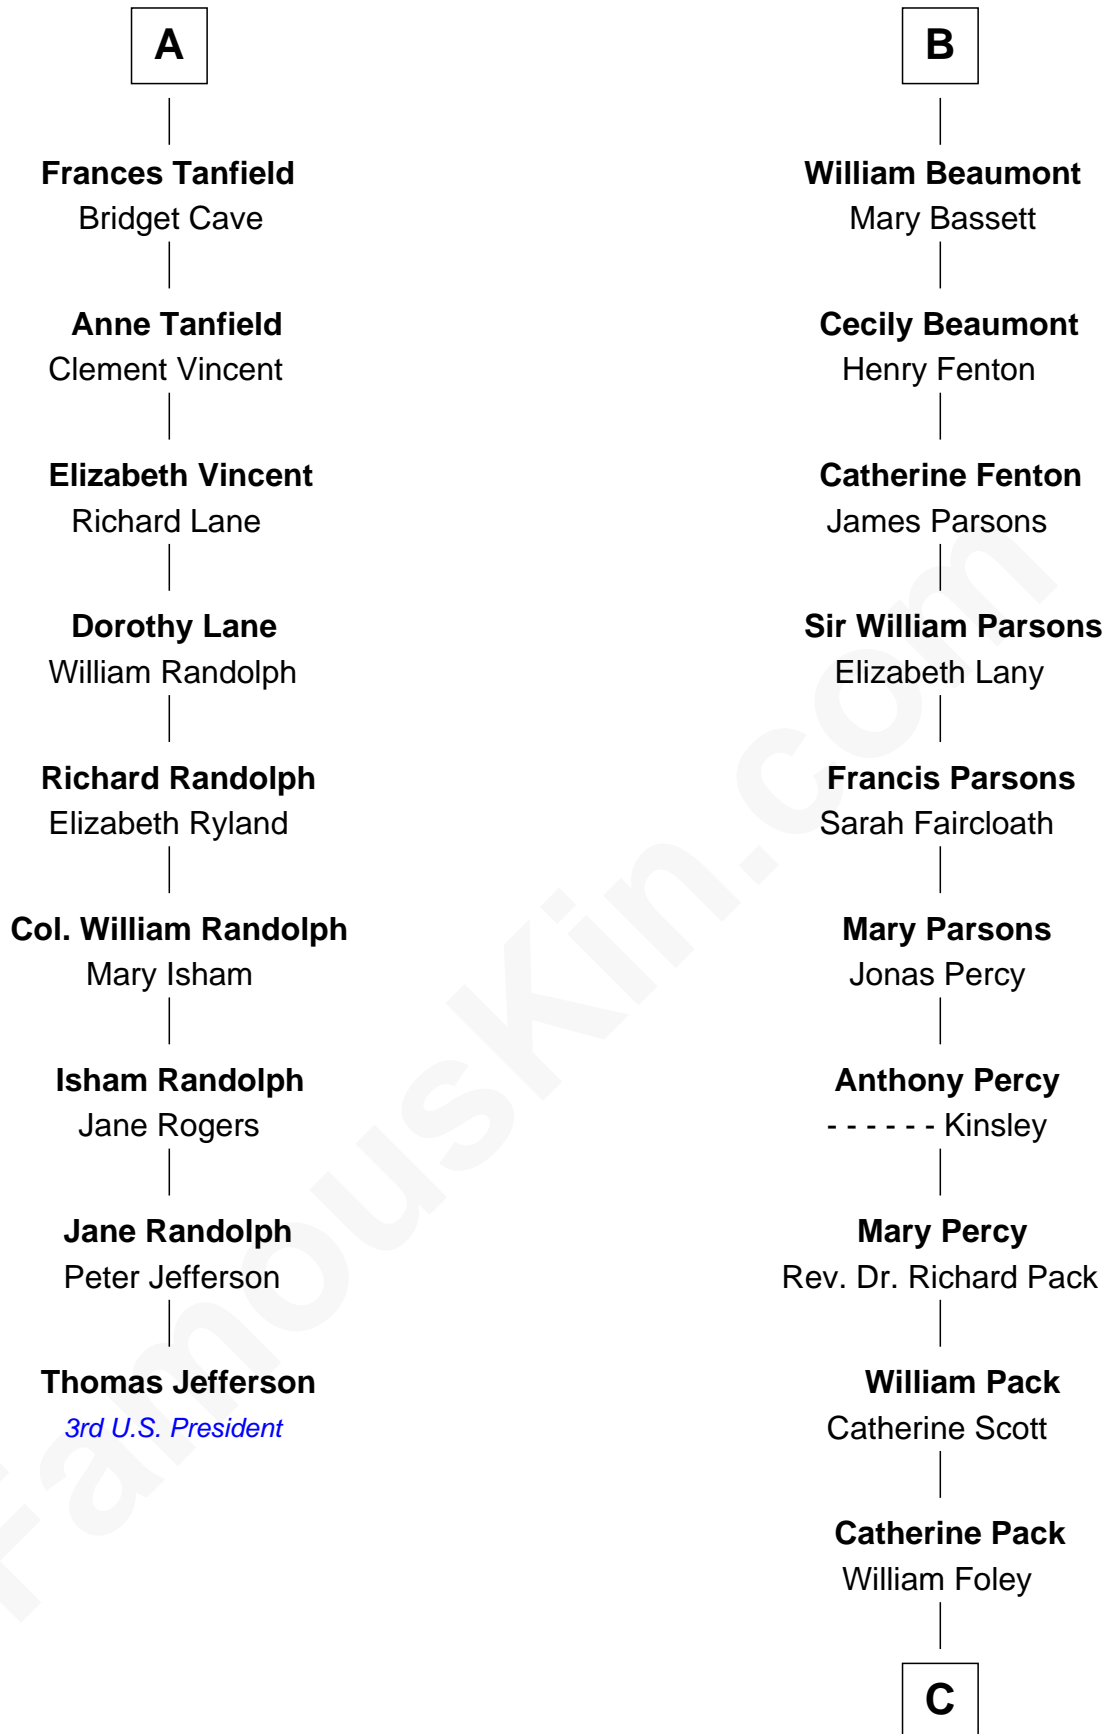 A
Frances Tanfield
Bridget Cave
Anne Tanfield
Clement Vincent
Elizabeth Vincent
Richard Lane
Dorothy Lane
William Randolph
Richard Randolph
Elizabeth Ryland
Col. William Randolph
Mary Isham
Isham Randolph
Jane Rogers
Jane Randolph
Peter Jefferson
Thomas Jefferson
3rd U.S. President
B
William Beaumont
Mary Bassett
Cecily Beaumont
Henry Fenton
Catherine Fenton
James Parsons
Sir William Parsons
Elizabeth Lany
Francis Parsons
Sarah Faircloath
Mary Parsons
Jonas Percy
Anthony Percy
- - - - - - Kinsley
Mary Percy
Rev. Dr. Richard Pack
William Pack
Catherine Scott
Catherine Pack
William Foley
C
FamousKin.com